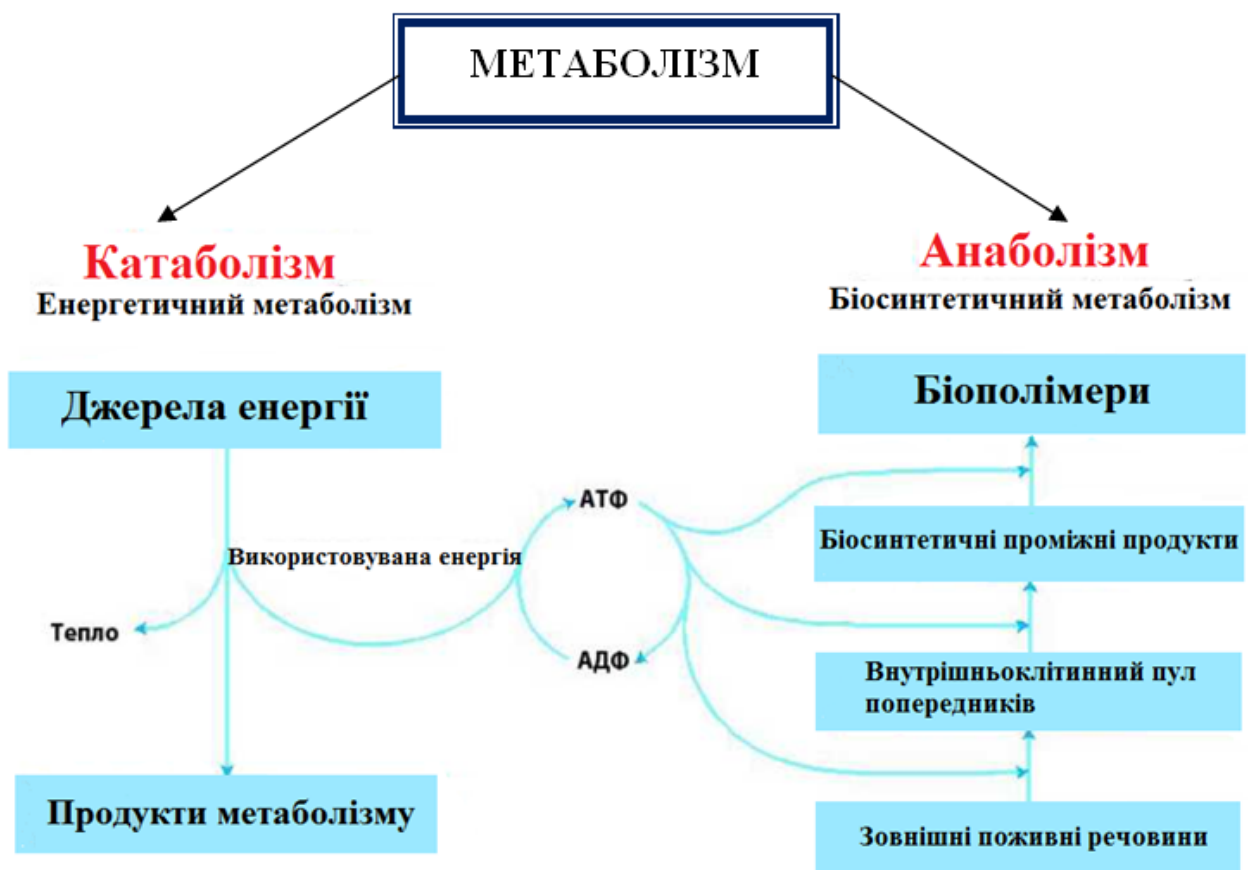 МЕТАБОЛІЗМ
Катаболізм
Енергетичний метаболізм
Джерела енергії
Використовувана енергія
Тепло
Продукти метаболізму
АТФ
АДФ
Анаболізм
Біосинтетичний метаболізм
Біополімери
Біосинтетичні проміжні продукти
Внутрішньоклітинний пул
попередників
Зовнішні поживні речовини